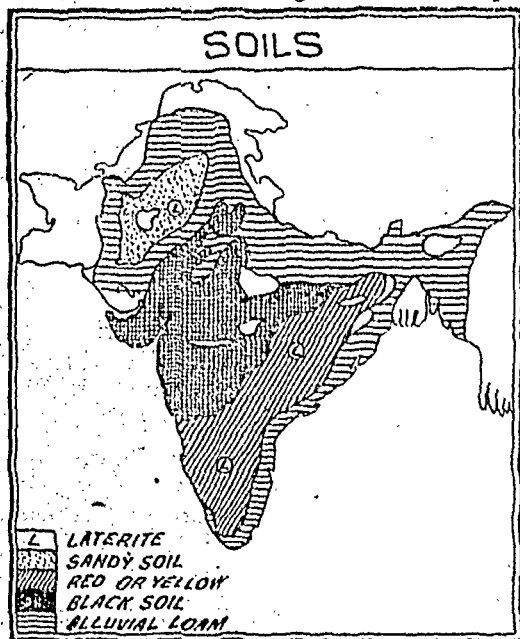 SOILS
L
L
L
L LATERITE
SANDY SOIL
RED OR YELLOW
BLACK SOIL
ALLUVIAL LOAM